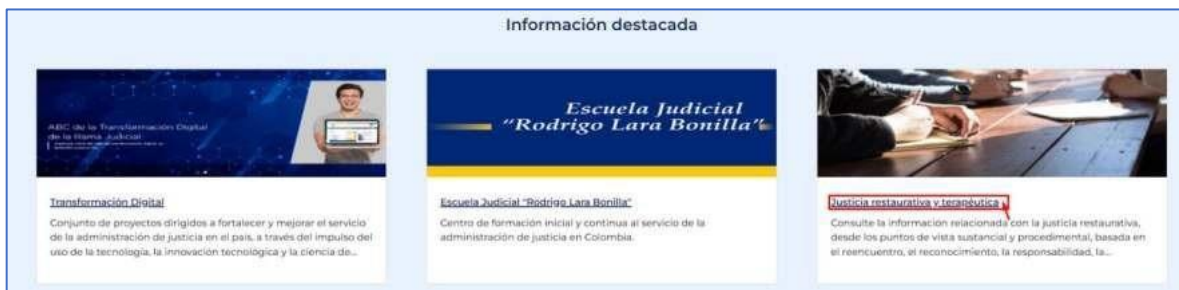 Información destacada
ABC de la Transformación Digital
de la Rama Judicial
Escuela Judicial
"Rodrigo Lara Bonilla"
Transformación Digital
Conjunto de proyectos dirigidos a fortalecer y mejorar el servicio
de la administración de justicia en el país, a través del impulso del
uso de la tecnología, la innovación tecnológica y la ciencia de...
Escuela Judicial "Rodrigo Lara Bonilla"
Centro de formación inicial y continua al servicio de la
administración de justicia en Colombia.
Justicia restaurativa y terapéutica
Consulte la información relacionada con la justicia restaurativa,
desde los puntos de vista sustancial y procedimental, basada en
el reencuentro, el reconocimiento, la responsabilidad, la...